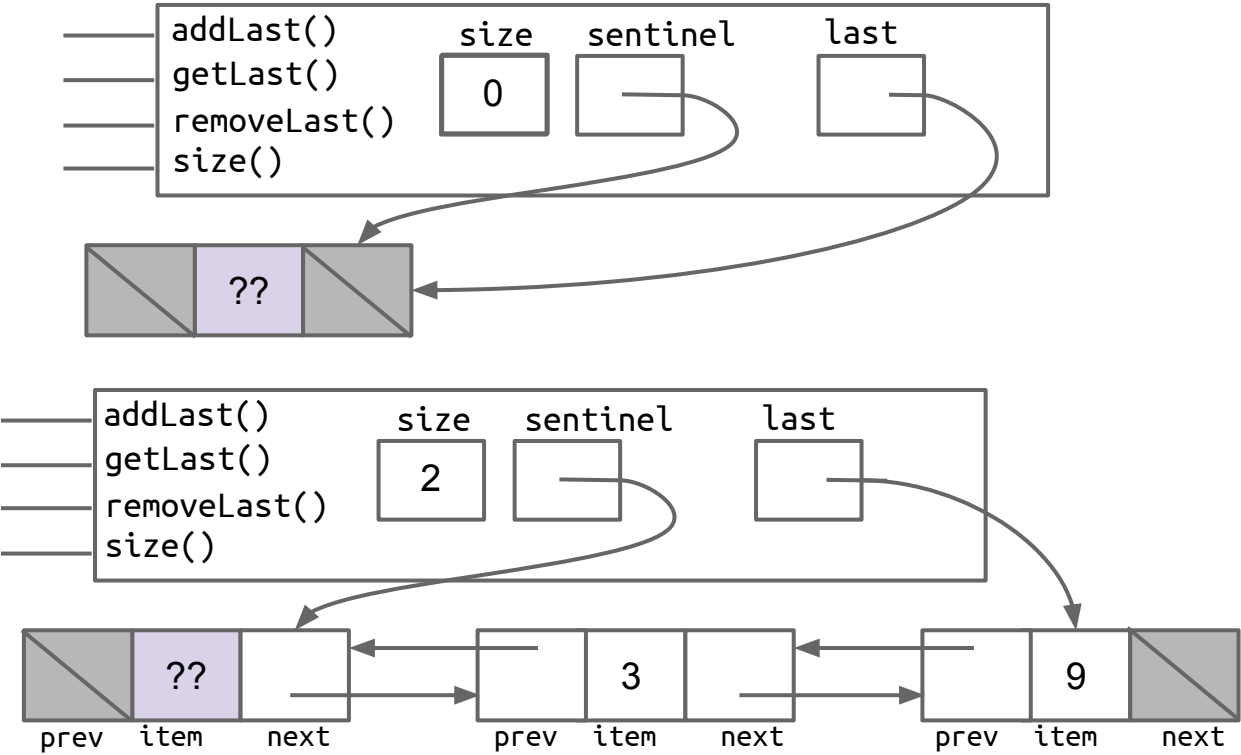 addLast()
size sentinel last
getLast()
0
removeLast()
size()
??
addLast()
size sentinel last
getLast()
2
removeLast()
size()
?? 3 9
prev item next prev item next prev item next